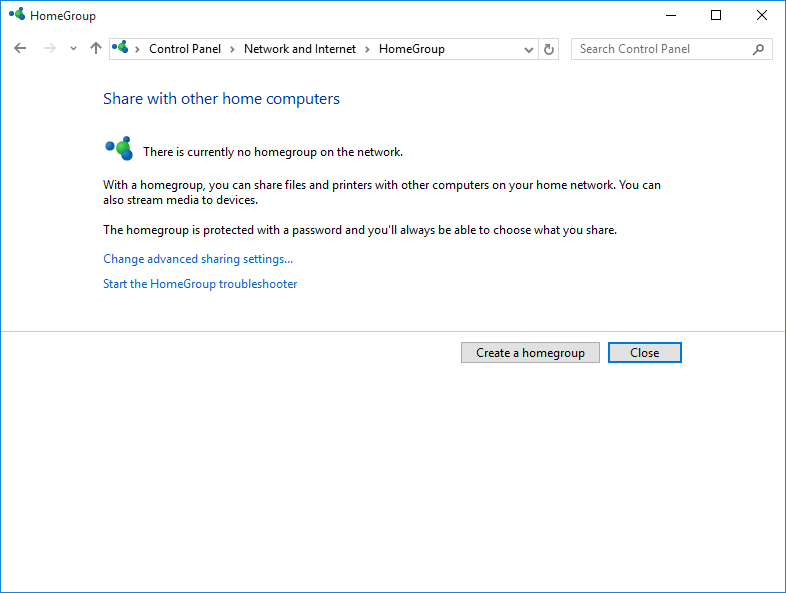 HomeGroup
Control Panel > Network and Internet > HomeGroup
Search Control Panel
Share with other home computers
There is currently no homegroup on the network.
With a homegroup, you can share files and printers with other computers on your home network. You can
also stream media to devices.
The homegroup is protected with a password and you'll always be able to choose what you share.
Change advanced sharing settings...
Start the HomeGroup troubleshooter
Create a homegroup
Close